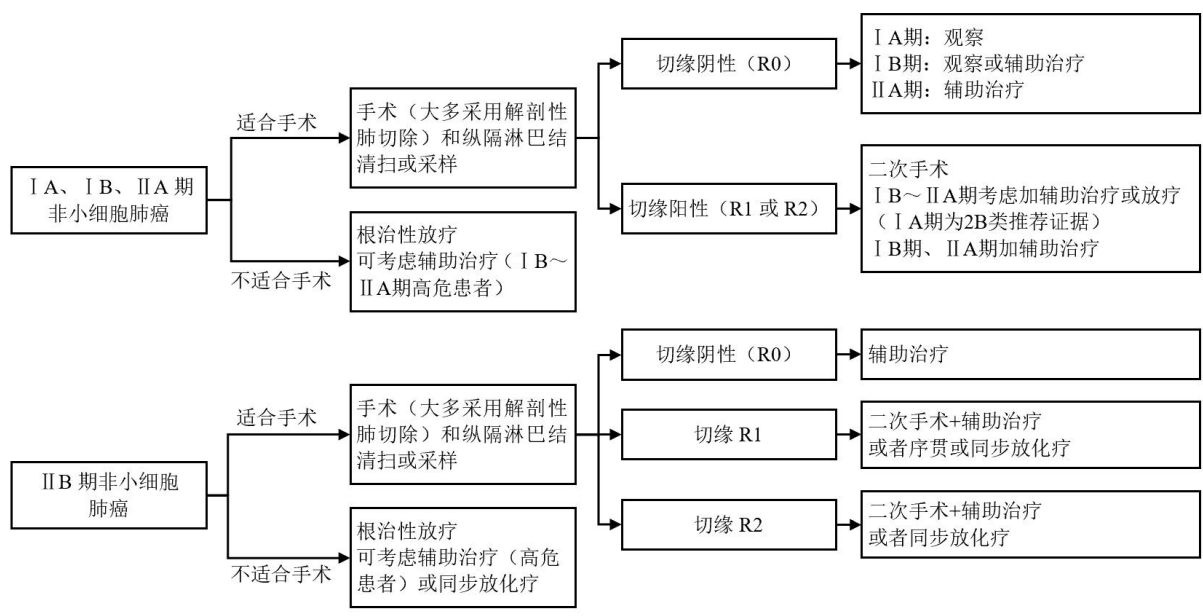 ⅠA、ⅠB、ⅡA 期
非小细胞肺癌
适合手术
不适合手术
手术（大多采用解剖性
肺切除）和纵隔淋巴结
清扫或采样
根治性放疗
可考虑辅助治疗（ⅠB～
ⅡA期高危患者）
切缘阴性（R0）
切缘阳性（R1 或 R2）
ⅠA期：观察
ⅠB期：观察或辅助治疗
ⅡA期：辅助治疗
二次手术
ⅠB～ⅡA期考虑加辅助治疗或放疗
（ⅠA期为2B类推荐证据）
ⅠB期、ⅡA期加辅助治疗
ⅡB 期非小细胞
肺癌
适合手术
不适合手术
手术（大多采用解剖性
肺切除）和纵隔淋巴结
清扫或采样
根治性放疗
可考虑辅助治疗（高危
患者）或同步放化疗
切缘阴性（R0）
切缘 R1
切缘 R2
辅助治疗
二次手术+辅助治疗
或者序贯或同步放化疗
二次手术+辅助治疗
或者同步放化疗